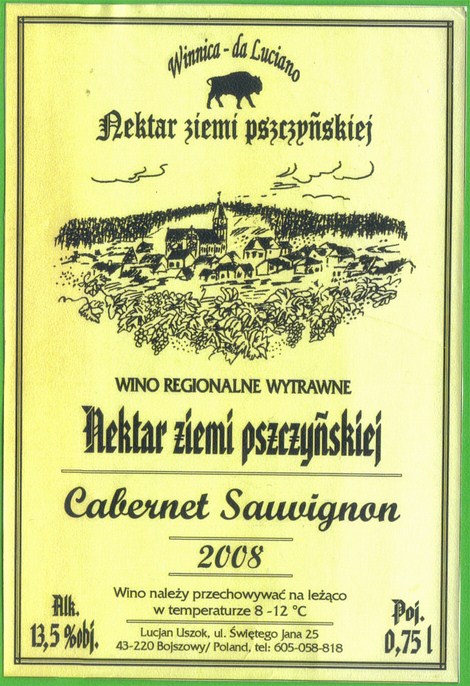 Winnica - da Luciano
Nektar ziemi pszczyñskiej
WINO REGIONALNE WYTRAWNE
Nektar ziemi pszczyñskiej
Cabernet Sauvignon
2008
Wino należy przechowywać na leżąco
w temperaturze 8 -12 °C
Alk.
13,5 %obj.
Lucjan Uszok, ul. Świętego Jana 25
43-220 Bojszowy/ Poland, tel: 605-058-818
Poj.
0,75 l